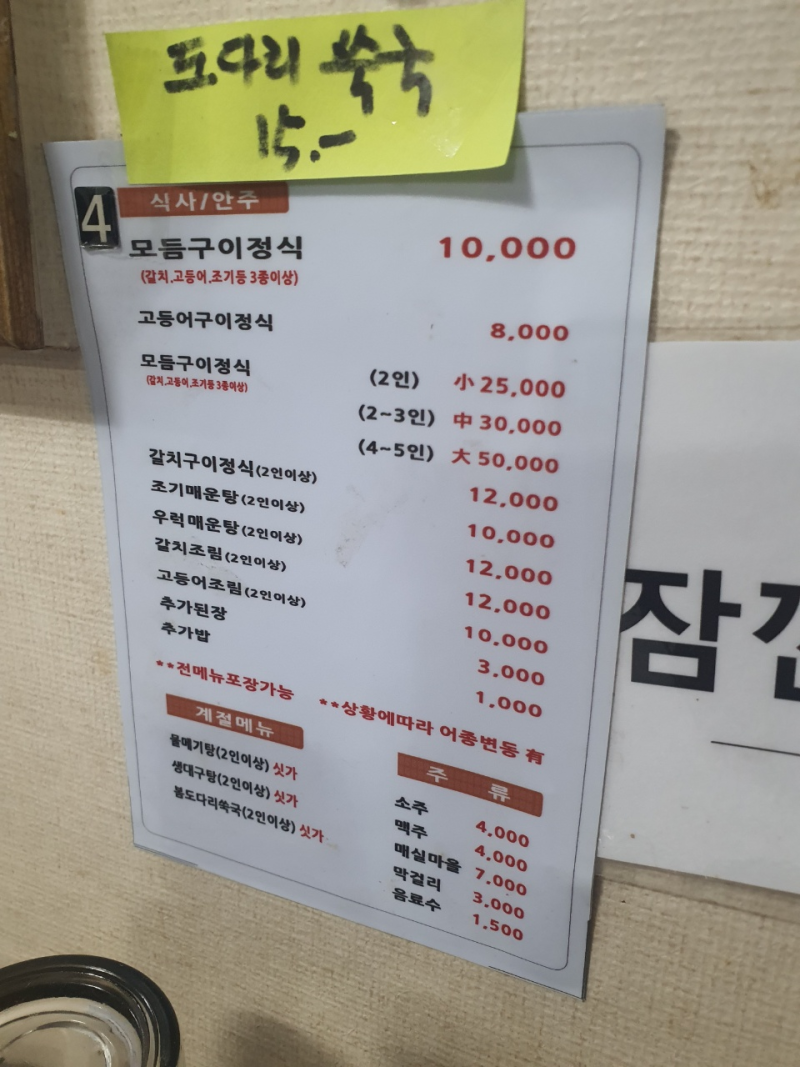 도다리 쑥국
15.-
4
식사/안주
모듬구이정식 10,000
(갈치,고등어,조기등 3종이상)
고등어구이정식 8,000
모듬구이정식 (2인) 小 25,000
(갈치,고등어,조기등 3종이상)
(2~3인) 中 30,000
(4~5인) 大 50,000
갈치구이정식(2인이상) 12,000
조기매운탕(2인이상) 10,000
우럭매운탕(2인이상) 12,000
갈치조림(2인이상) 12,000
고등어조림(2인이상) 10,000
추가된장 3,000
추가밥 1,000
**전메뉴포장가능 **상황에따라 어종변동 有
계절메뉴
물메기탕(2인이상) 싯가
생대구탕(2인이상) 싯가
봄도다리쑥국(2인이상) 싯가
주 류
소주 4,000
맥주 4,000
매실마을 7,000
막걸리 3,000
음료수 1,500
잠